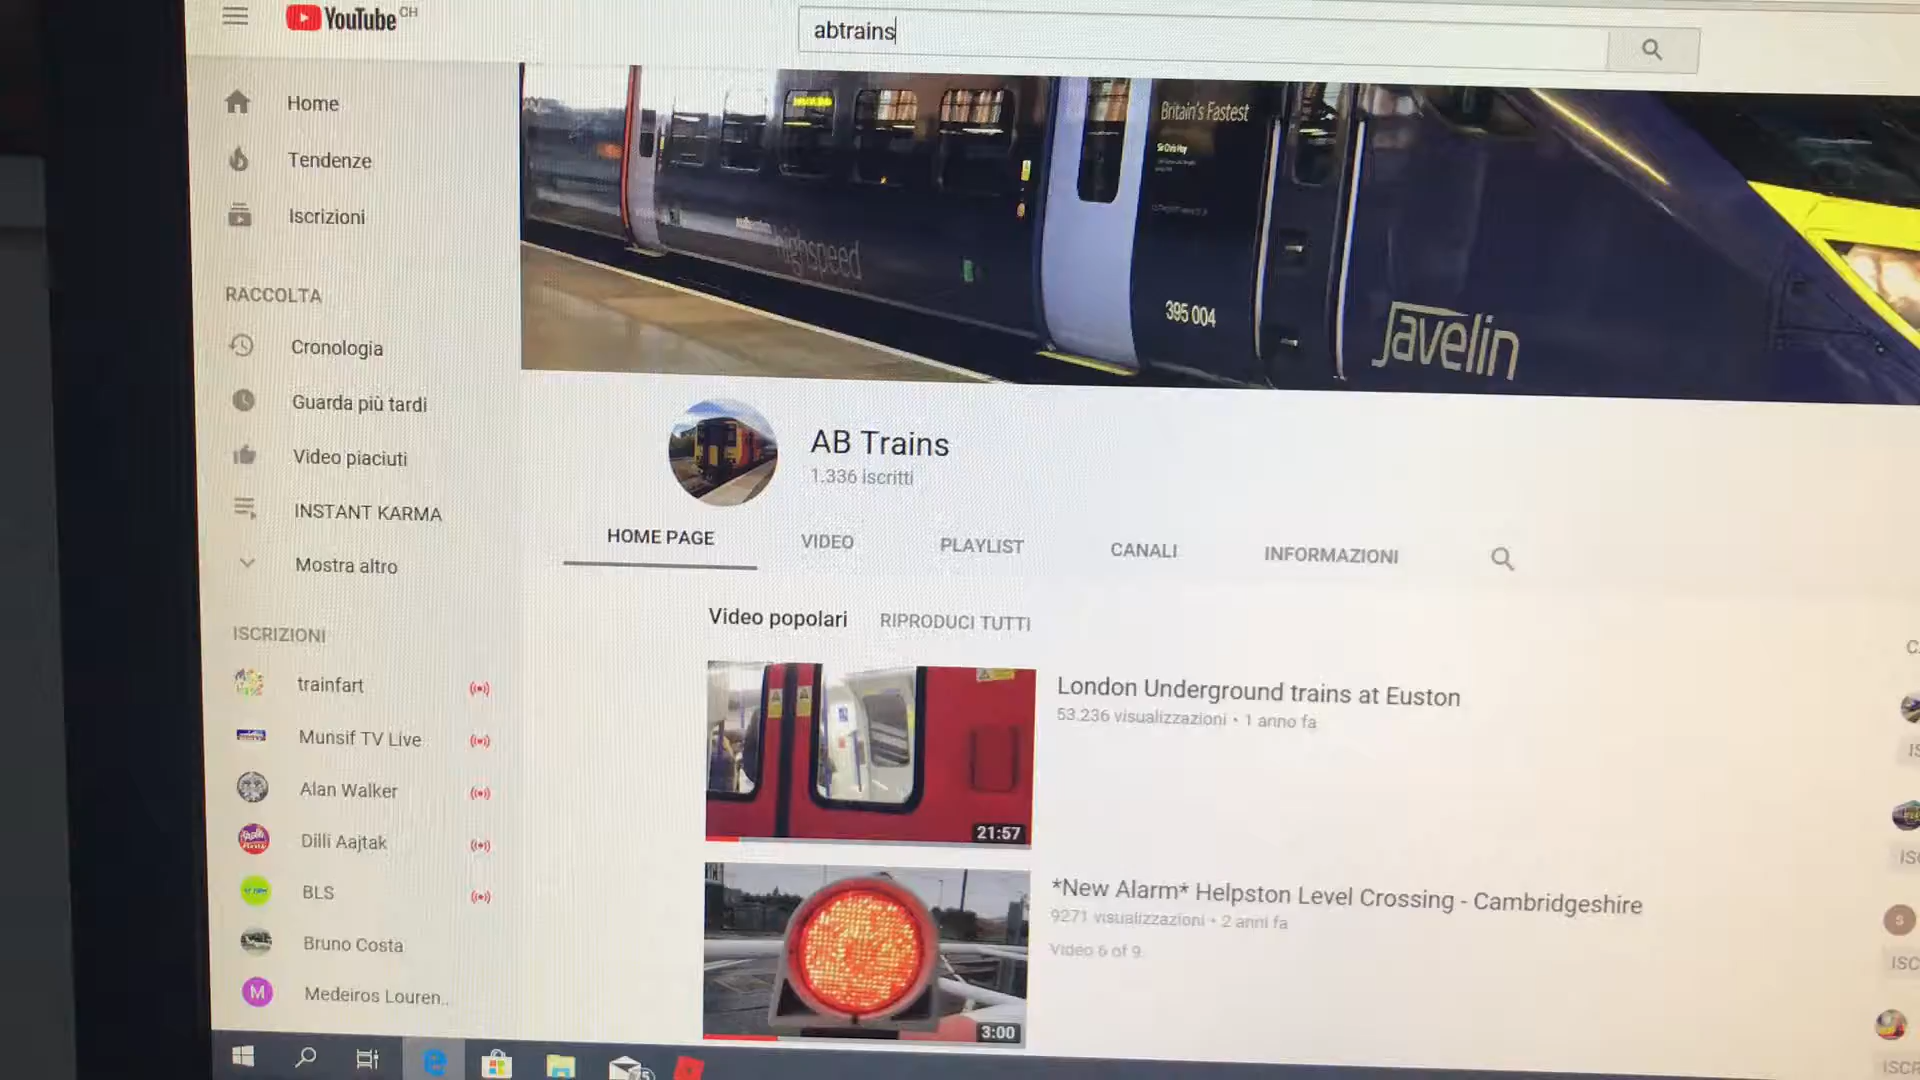 YouTube CH
abtrains
Home
Tendenze
Iscrizioni
RACCOLTA
Cronologia
Guarda più tardi
Video piaciuti
INSTANT KARMA
Mostra altro
ISCRIZIONI
trainfart
Munsif TV Live
Alan Walker
Dilli Aajtak
BLS
Bruno Costa
M
Medeiros Louren..
Britain's Fastest
highspeed
395 004
Javelin
AB Trains
1.336 iscritti
HOME PAGE
VIDEO
PLAYLIST
CANALI
INFORMAZIONI
Video popolari
RIPRODUCI TUTTI
London Underground trains at Euston
53.236 visualizzazioni • 1 anno fa
21:57
*New Alarm* Helpston Level Crossing - Cambridgeshire
9271 visualizzazioni • 2 anni fa
Video 6 of 9
3:00
S